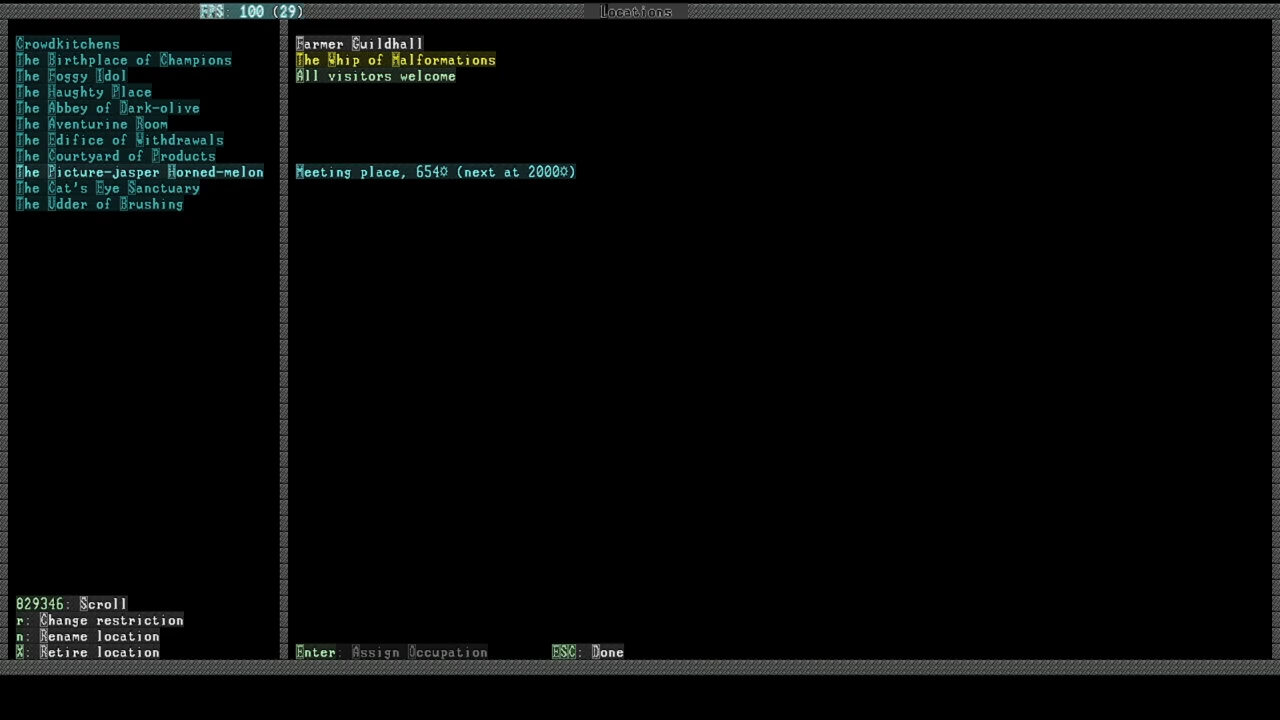 FPS: 100 (29)
Locations
Crowdkitchens
The Birthplace of Champions
The Foggy Idol
The Haughty Place
The Abbey of Dark-olive
The Aventurine Room
The Edifice of Withdrawals
The Courtyard of Products
The Picture-jasper Horned-melon
The Cat's Eye Sanctuary
The Udder of Brushing
Farmer Guildhall
The Whip of Malformations
All visitors welcome
Meeting place, 654☼ (next at 2000☼)
829346: Scroll
r: Change restriction
n: Rename location
X: Retire location
Enter: Assign Occupation
ESC: Done